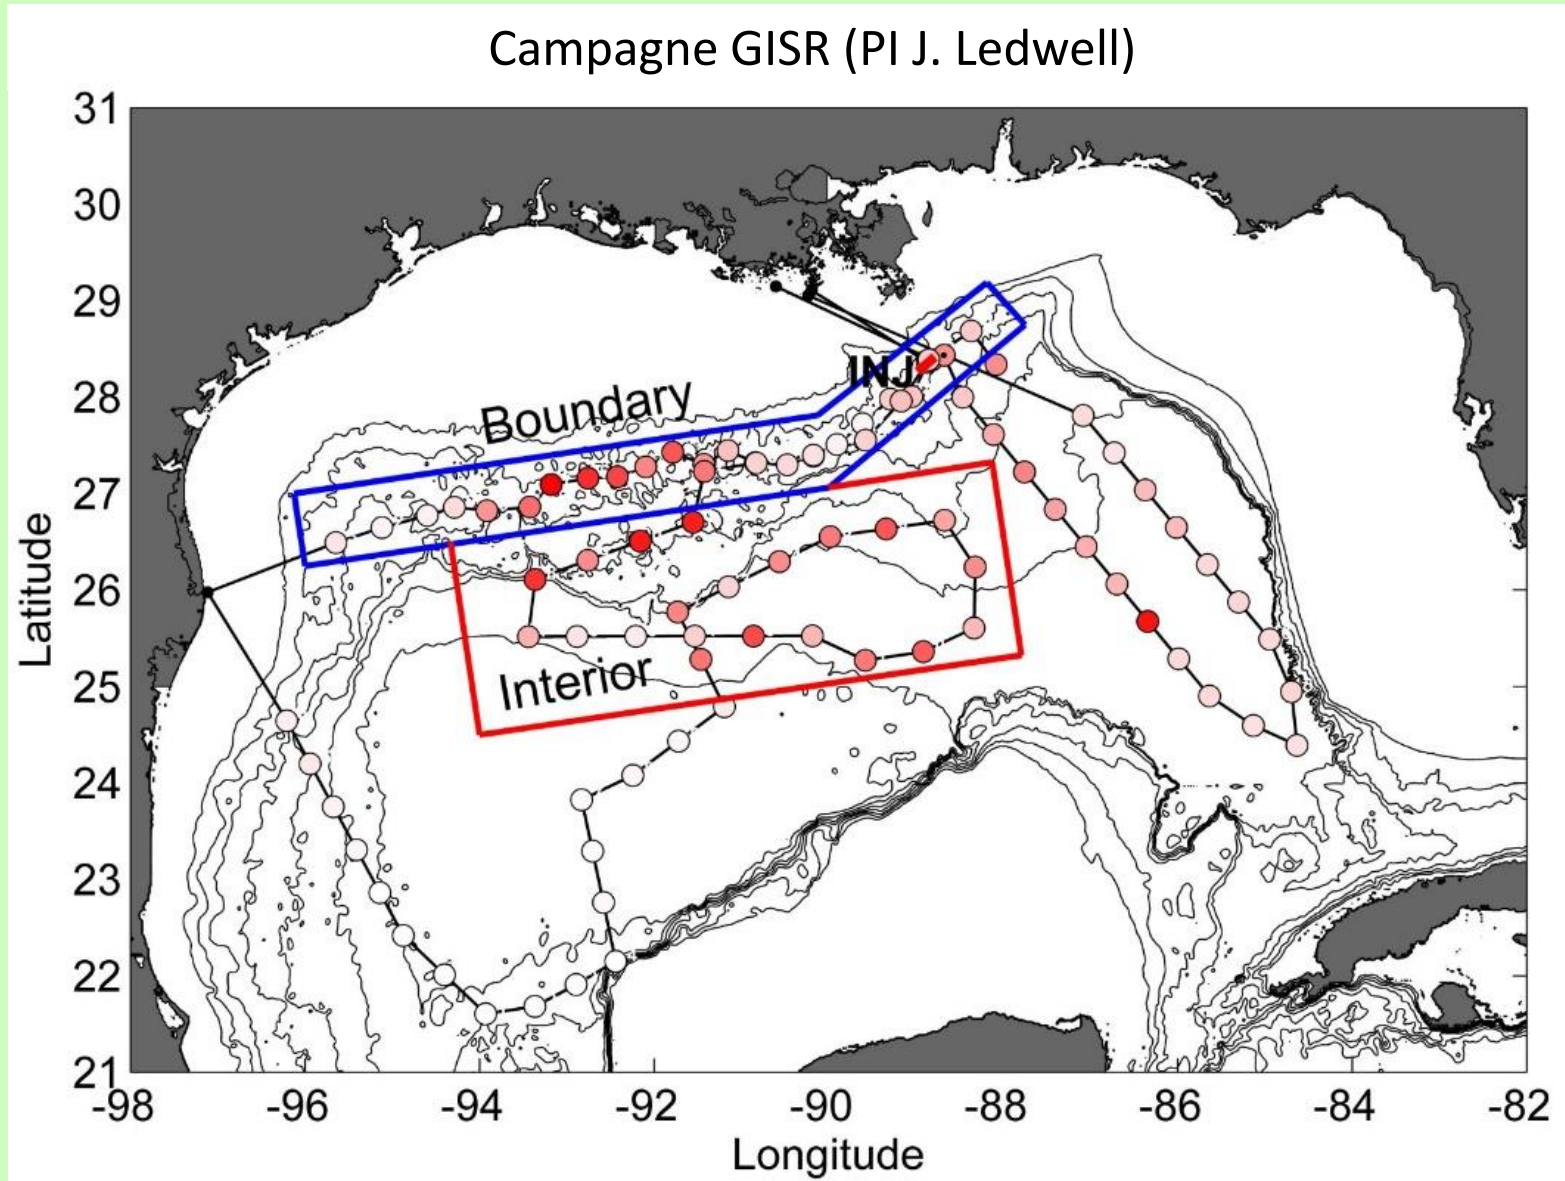 Campagne GISR (PI J. Ledwell)
31
30
29
28
27
26
25
24
23
22
21
Latitude
INJ
Boundary
Interior
-98 -96 -94 -92 -90 -88 -86 -84 -82
Longitude